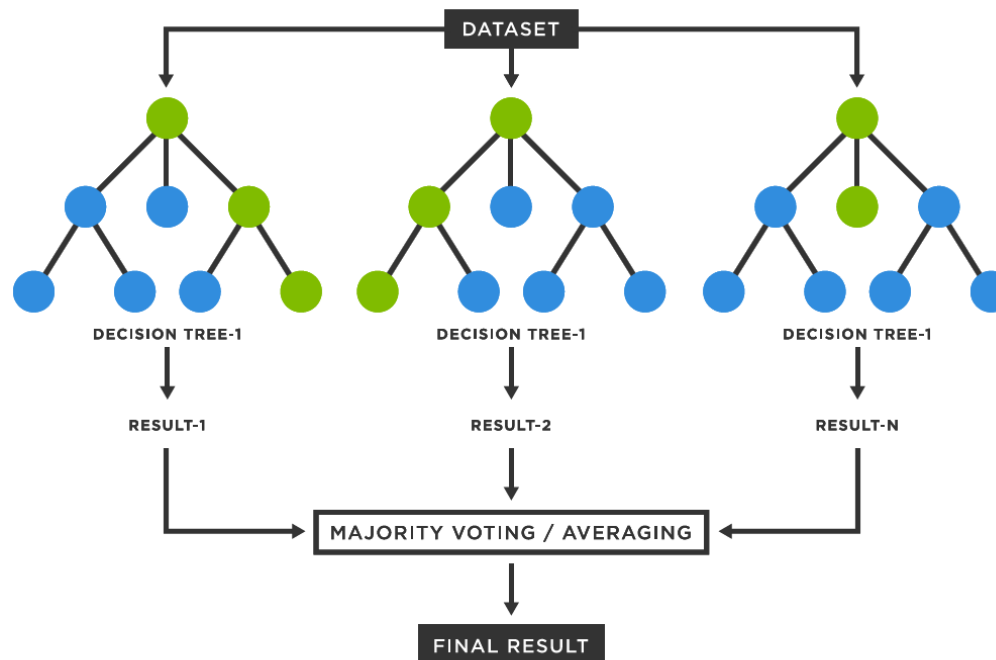 DATASET
DECISION TREE-1
DECISION TREE-1
DECISION TREE-1
RESULT-1
RESULT-2
RESULT-N
MAJORITY VOTING / AVERAGING
FINAL RESULT